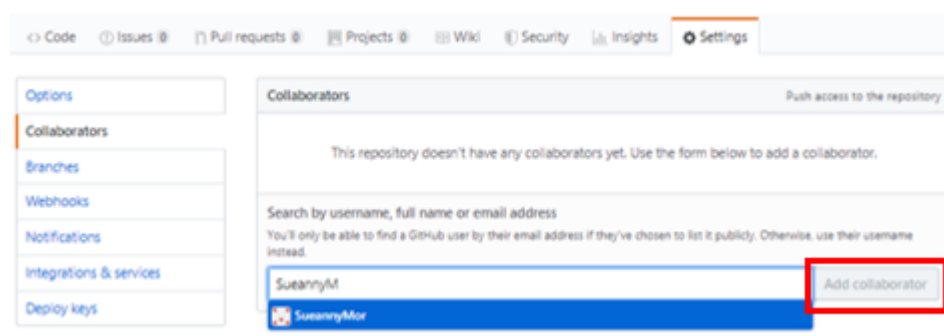 Code Issues 0 Pull requests 0 Projects 0 Wiki Security Insights Settings
Options
Collaborators
Branches
Webhooks
Notifications
Integrations & services
Deploy keys
Collaborators Push access to the repository
This repository doesn't have any collaborators yet. Use the form below to add a collaborator.
Search by username, full name or email address
You'll only be able to find a GitHub user by their email address if they've chosen to list it publicly. Otherwise, use their username
instead.
SueannyM Add collaborator
SueannyMor